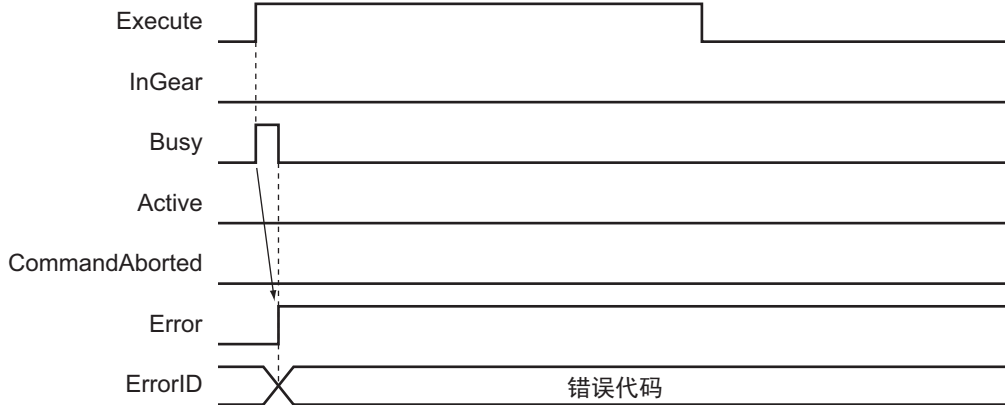 Execute
InGear
Busy
Active
CommandAborted
Error
ErrorID
错误代码